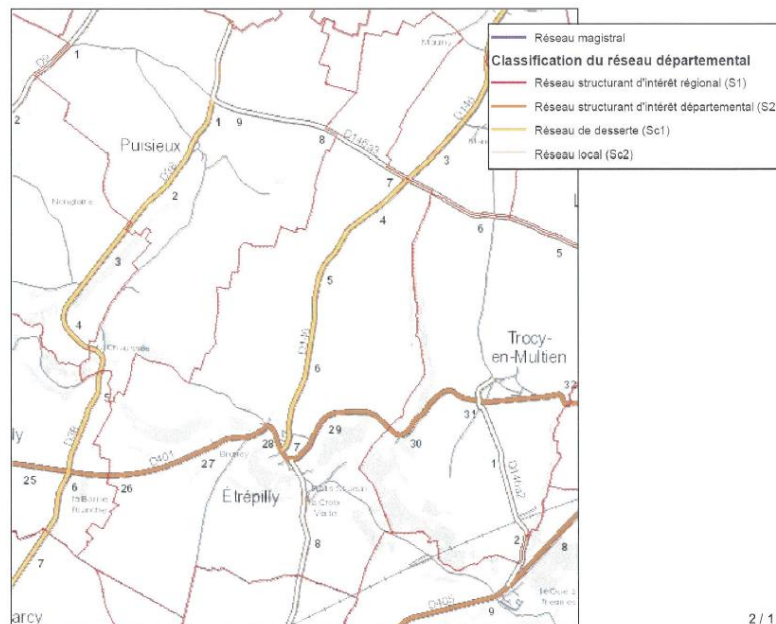 Réseau magistral
Classification du réseau départemental
Réseau structurant d'intérêt régional (S1)
Réseau structurant d'intérêt départemental (S2
Réseau de desserte (Sc1)
Réseau local (Sc2)
1
2
1
9
8
3
Puisieux
7
2
4
6
5
3
5
4
Trocy-
en-Multien
6
5
32
31
29
28
7
30
ly
D401
27
1
25
6
26
Étrépilly
8
2
8
7
D405
9
arcy
2 / 1